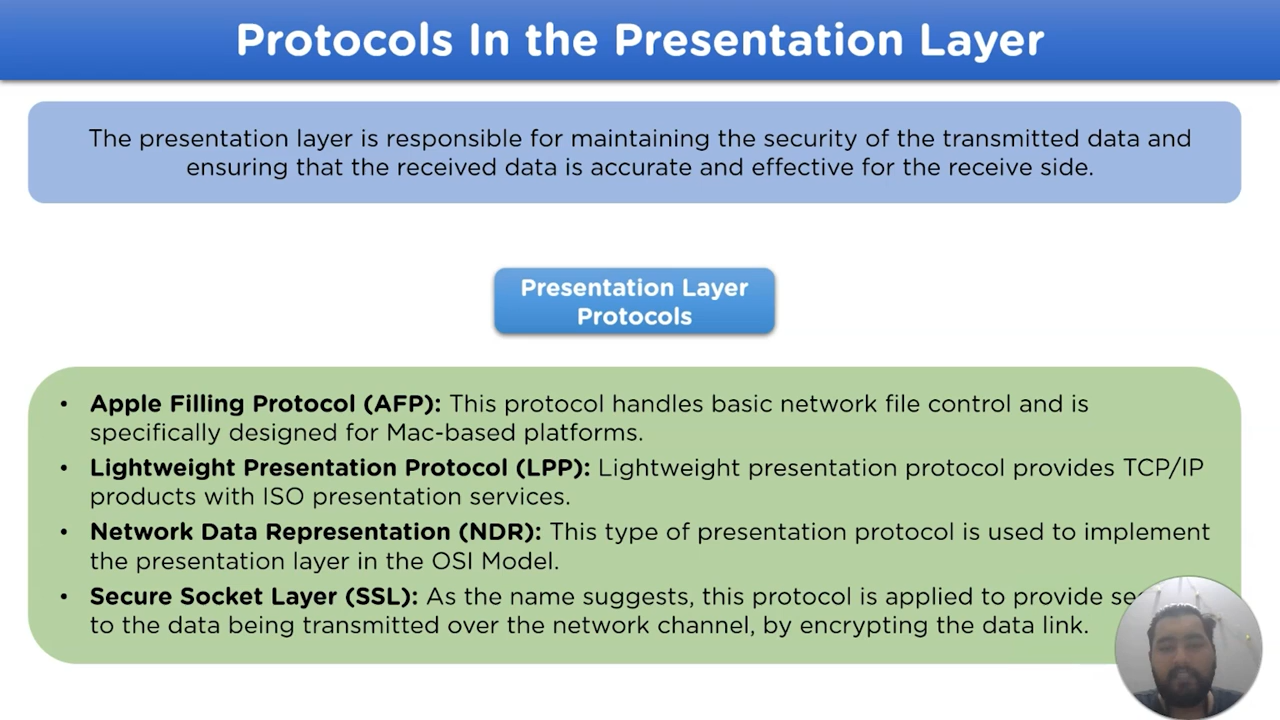 Protocols In the Presentation Layer
The presentation layer is responsible for maintaining the security of the transmitted data and
ensuring that the received data is accurate and effective for the receive side.
Presentation Layer
Protocols
• Apple Filling Protocol (AFP): This protocol handles basic network file control and is
specifically designed for Mac-based platforms.
• Lightweight Presentation Protocol (LPP): Lightweight presentation protocol provides TCP/IP
products with ISO presentation services.
• Network Data Representation (NDR): This type of presentation protocol is used to implement
the presentation layer in the OSI Model.
• Secure Socket Layer (SSL): As the name suggests, this protocol is applied to provide
to the data being transmitted over the network channel, by encrypting the data link.